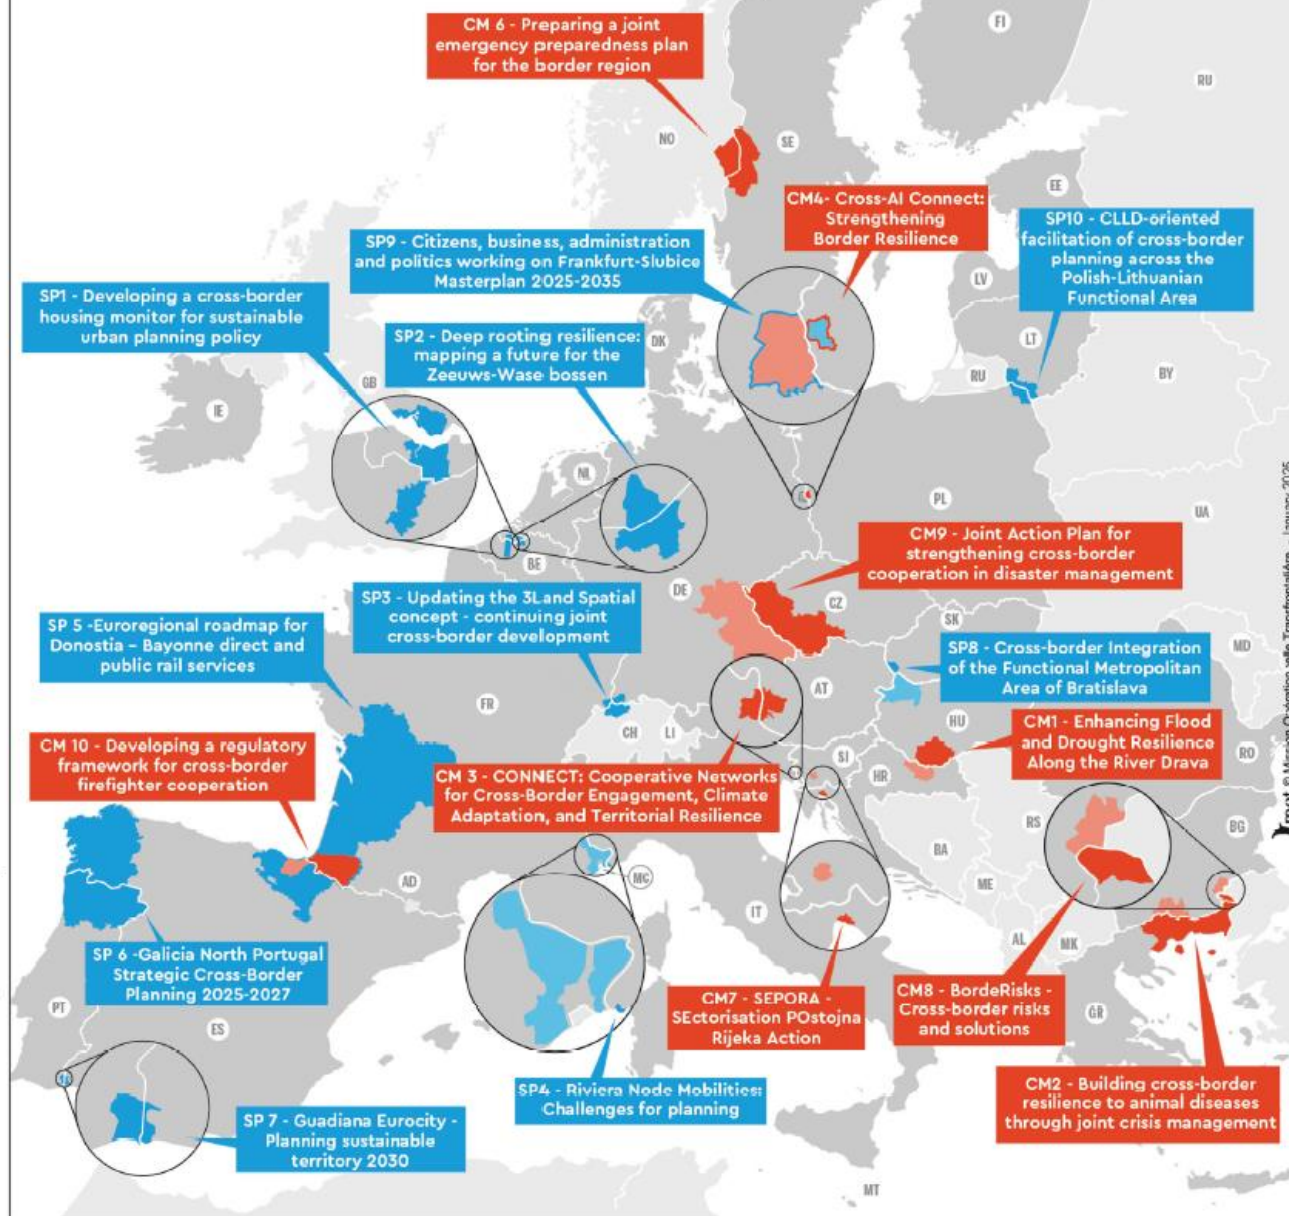 CM 6 - Preparing a joint
emergency preparedness plan
for the border region
FI
RU
NO
SE
EE
CM4- Cross-AI Connect:
Strengthening
Border Resilience
SP10 - CLLD-oriented
facilitation of cross-border
planning across the
Polish-Lithuanian
Functional Area
SP9 - Citizens, business, administration
and politics working on Frankfurt-Slubice
Masterplan 2025-2035
LV
SP1 - Developing a cross-border
housing monitor for sustainable
urban planning policy
SP2 - Deep rooting resilience:
mapping a future for the
Zeeuws-Wase bossen
DK
LT
RU
BY
GB
IE
NL
PL
UA
BE
CM9 - Joint Action Plan for
strengthening cross-border
cooperation in disaster management
DE
CZ
SK
SP3 - Updating the 3Land Spatial
concept - continuing joint
cross-border development
SP 5 -Euroregional roadmap for
Donostia - Bayonne direct and
public rail services
SP8 - Cross-border Integration
of the Functional Metropolitan
Area of Bratislava
MD
AT
FR
HU
CH
LI
SI
HR
RO
CM1 - Enhancing Flood
and Drought Resilience
Along the River Drava
CM 10 - Developing a regulatory
framework for cross-border
firefighter cooperation
CM 3 - CONNECT: Cooperative Networks
for Cross-Border Engagement, Climate
Adaptation, and Territorial Resilience
RS
BG
BA
ME
AD
MC
IT
AL
MK
SP 6 -Galicia North Portugal
Strategic Cross-Border
Planning 2025-2027
PT
ES
CM7 - SEPORA -
SEctorisation POstojna
Rijeka Action
CM8 - BordeRisks -
Cross-border risks
and solutions
GR
SP4 - Riviera Node Mobilities:
Challenges for planning
CM2 - Building cross-border
resilience to animal diseases
through joint crisis management
SP 7 - Guadiana Eurocity -
Planning sustainable
territory 2030
MT
mot © Mission Opération Transfrontalière